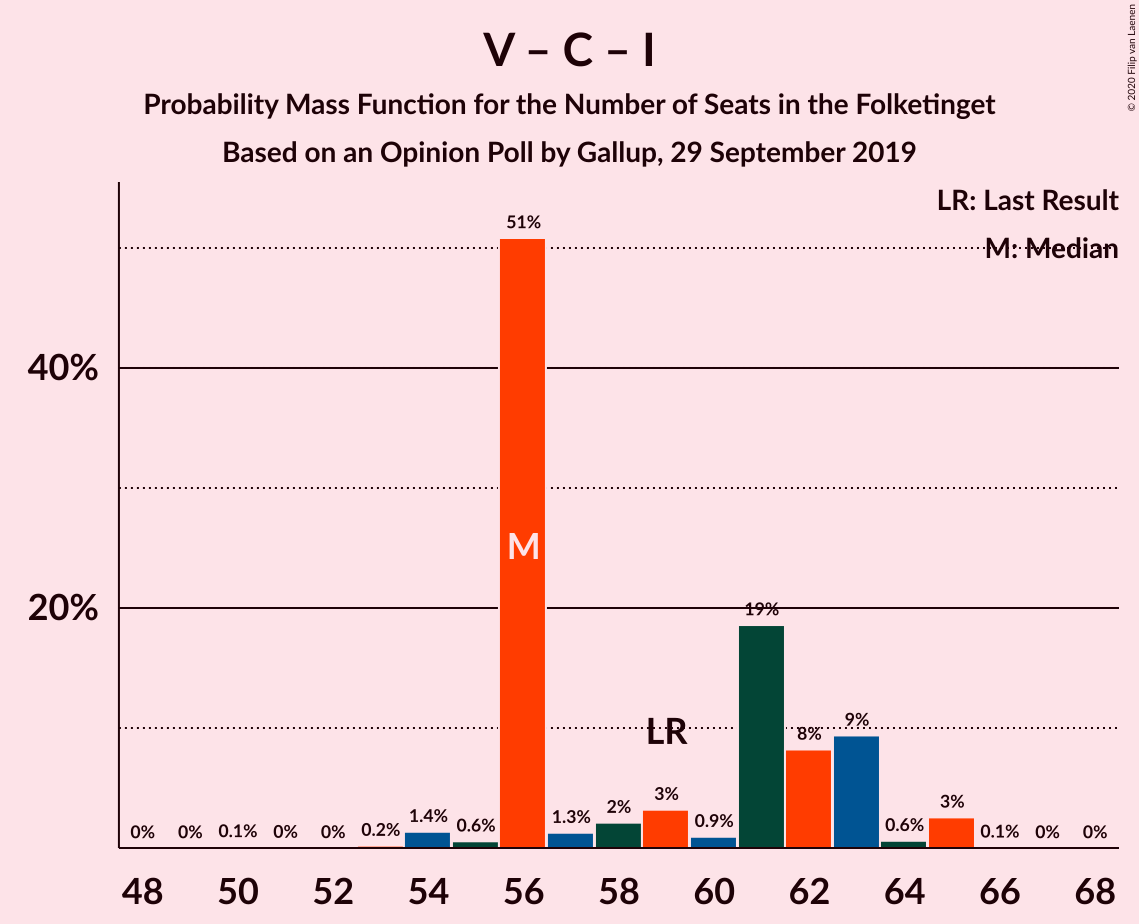 V – C – I
Probability Mass Function for the Number of Seats in the Folketinget
Based on an Opinion Poll by Gallup, 29 September 2019
© 2020 Filip van Laenen
LR: Last Result
M: Median
40%
20%
0%
0%
0.1%
0%
0%
0.2%
1.4%
0.6%
51%
1.3%
2%
3%
0.9%
19%
8%
9%
0.6%
3%
0.1%
0%
0%
M
LR
48 50 52 54 56 58 60 62 64 66 68